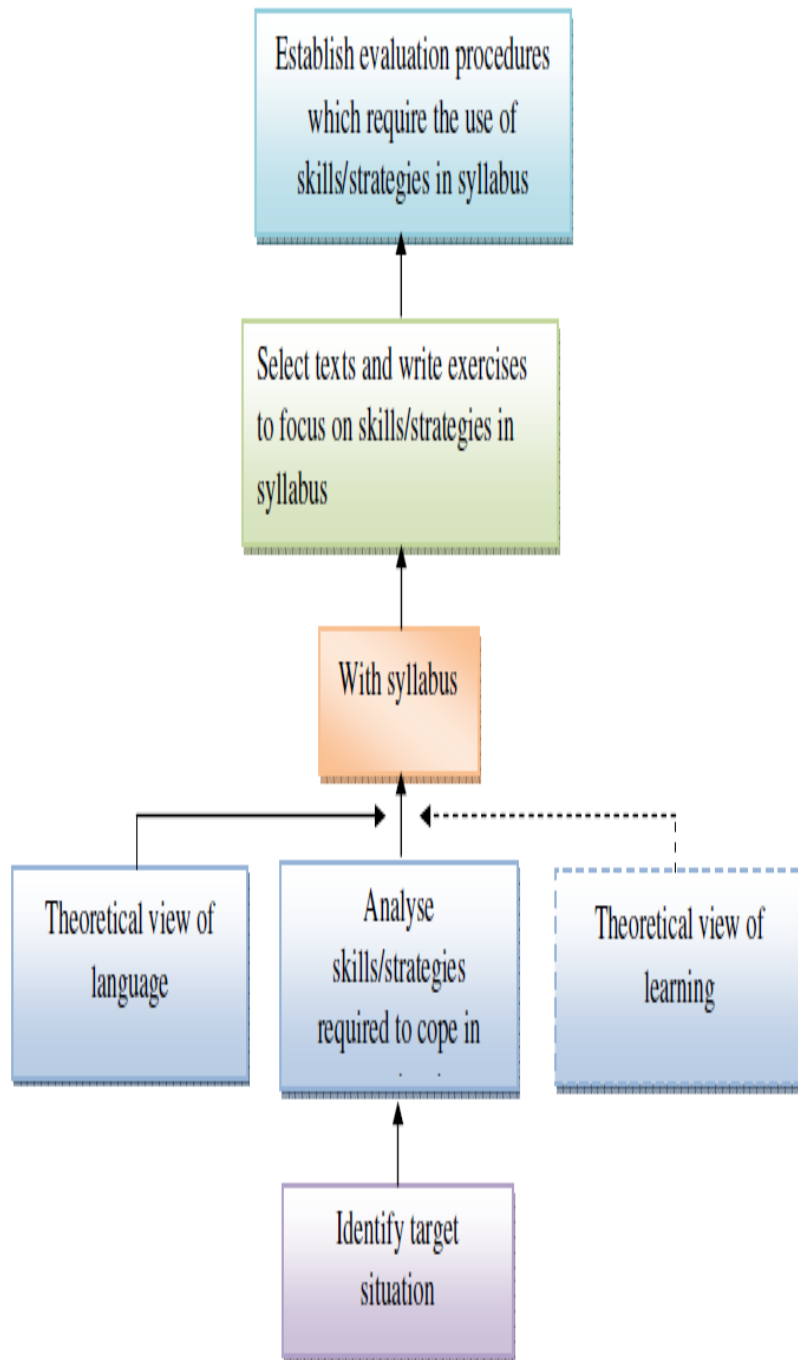 Establish evaluation procedures
which require the use of
skills/strategies in syllabus
Select texts and write exercises
to focus on skills/strategies in
syllabus
With syllabus
Theoretical view of
language
Analyse
skills/strategies
required to cope in
Theoretical view of
learning
Identify target
situation